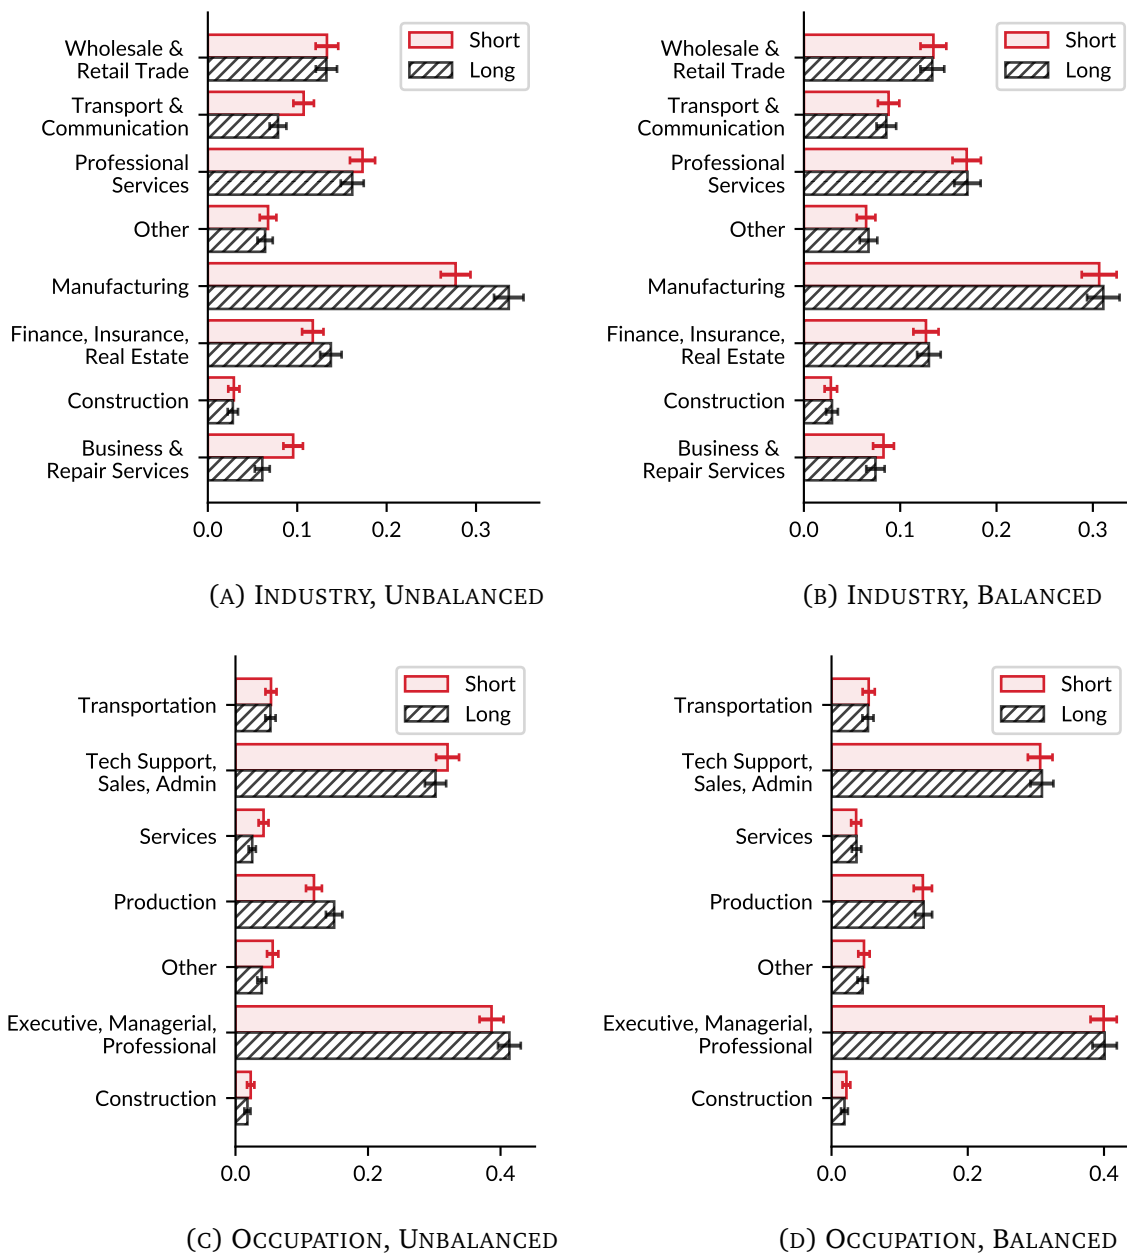 Wholesale &
Retail Trade
Transport &
Communication
Professional
Services
Other
Manufacturing
Finance, Insurance,
Real Estate
Construction
Business &
Repair Services
Short
Long
0.0 0.1 0.2 0.3
(A) INDUSTRY, UNBALANCED
Wholesale &
Retail Trade
Transport &
Communication
Professional
Services
Other
Manufacturing
Finance, Insurance,
Real Estate
Construction
Business &
Repair Services
Short
Long
0.0 0.1 0.2 0.3
(B) INDUSTRY, BALANCED
Transportation
Tech Support,
Sales, Admin
Services
Production
Other
Executive, Managerial,
Professional
Construction
Short
Long
0.0 0.2 0.4
(C) OCCUPATION, UNBALANCED
Transportation
Tech Support,
Sales, Admin
Services
Production
Other
Executive, Managerial,
Professional
Construction
Short
Long
0.0 0.2 0.4
(D) OCCUPATION, BALANCED